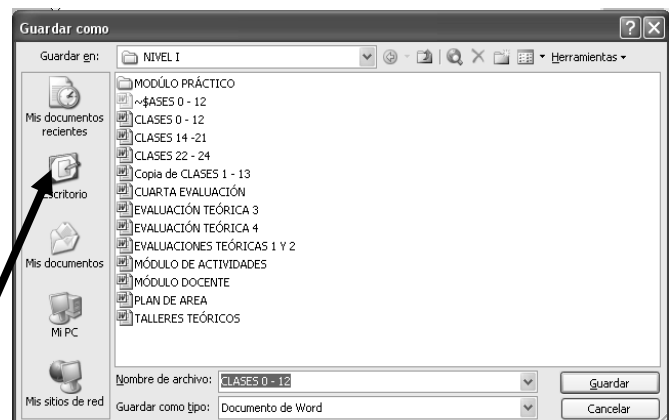 Guardar como
Guardar en: NIVEL I Herramientas
Mis documentos recientes
Escritorio
Mis documentos
Mi PC
Mis sitios de red
MODÚLO PRÁCTICO
~$ASES 0 - 12
CLASES 0 - 12
CLASES 14 -21
CLASES 22 - 24
Copia de CLASES 1 - 13
CUARTA EVALUACIÓN
EVALUACIÓN TEÓRICA 3
EVALUACIÓN TEÓRICA 4
EVALUACIONES TEÓRICAS 1 Y 2
MÓDULO DE ACTIVIDADES
MÓDULO DOCENTE
PLAN DE AREA
TALLERES TEÓRICOS
Nombre de archivo: CLASES 0 - 12 Guardar
Guardar como tipo: Documento de Word Cancelar